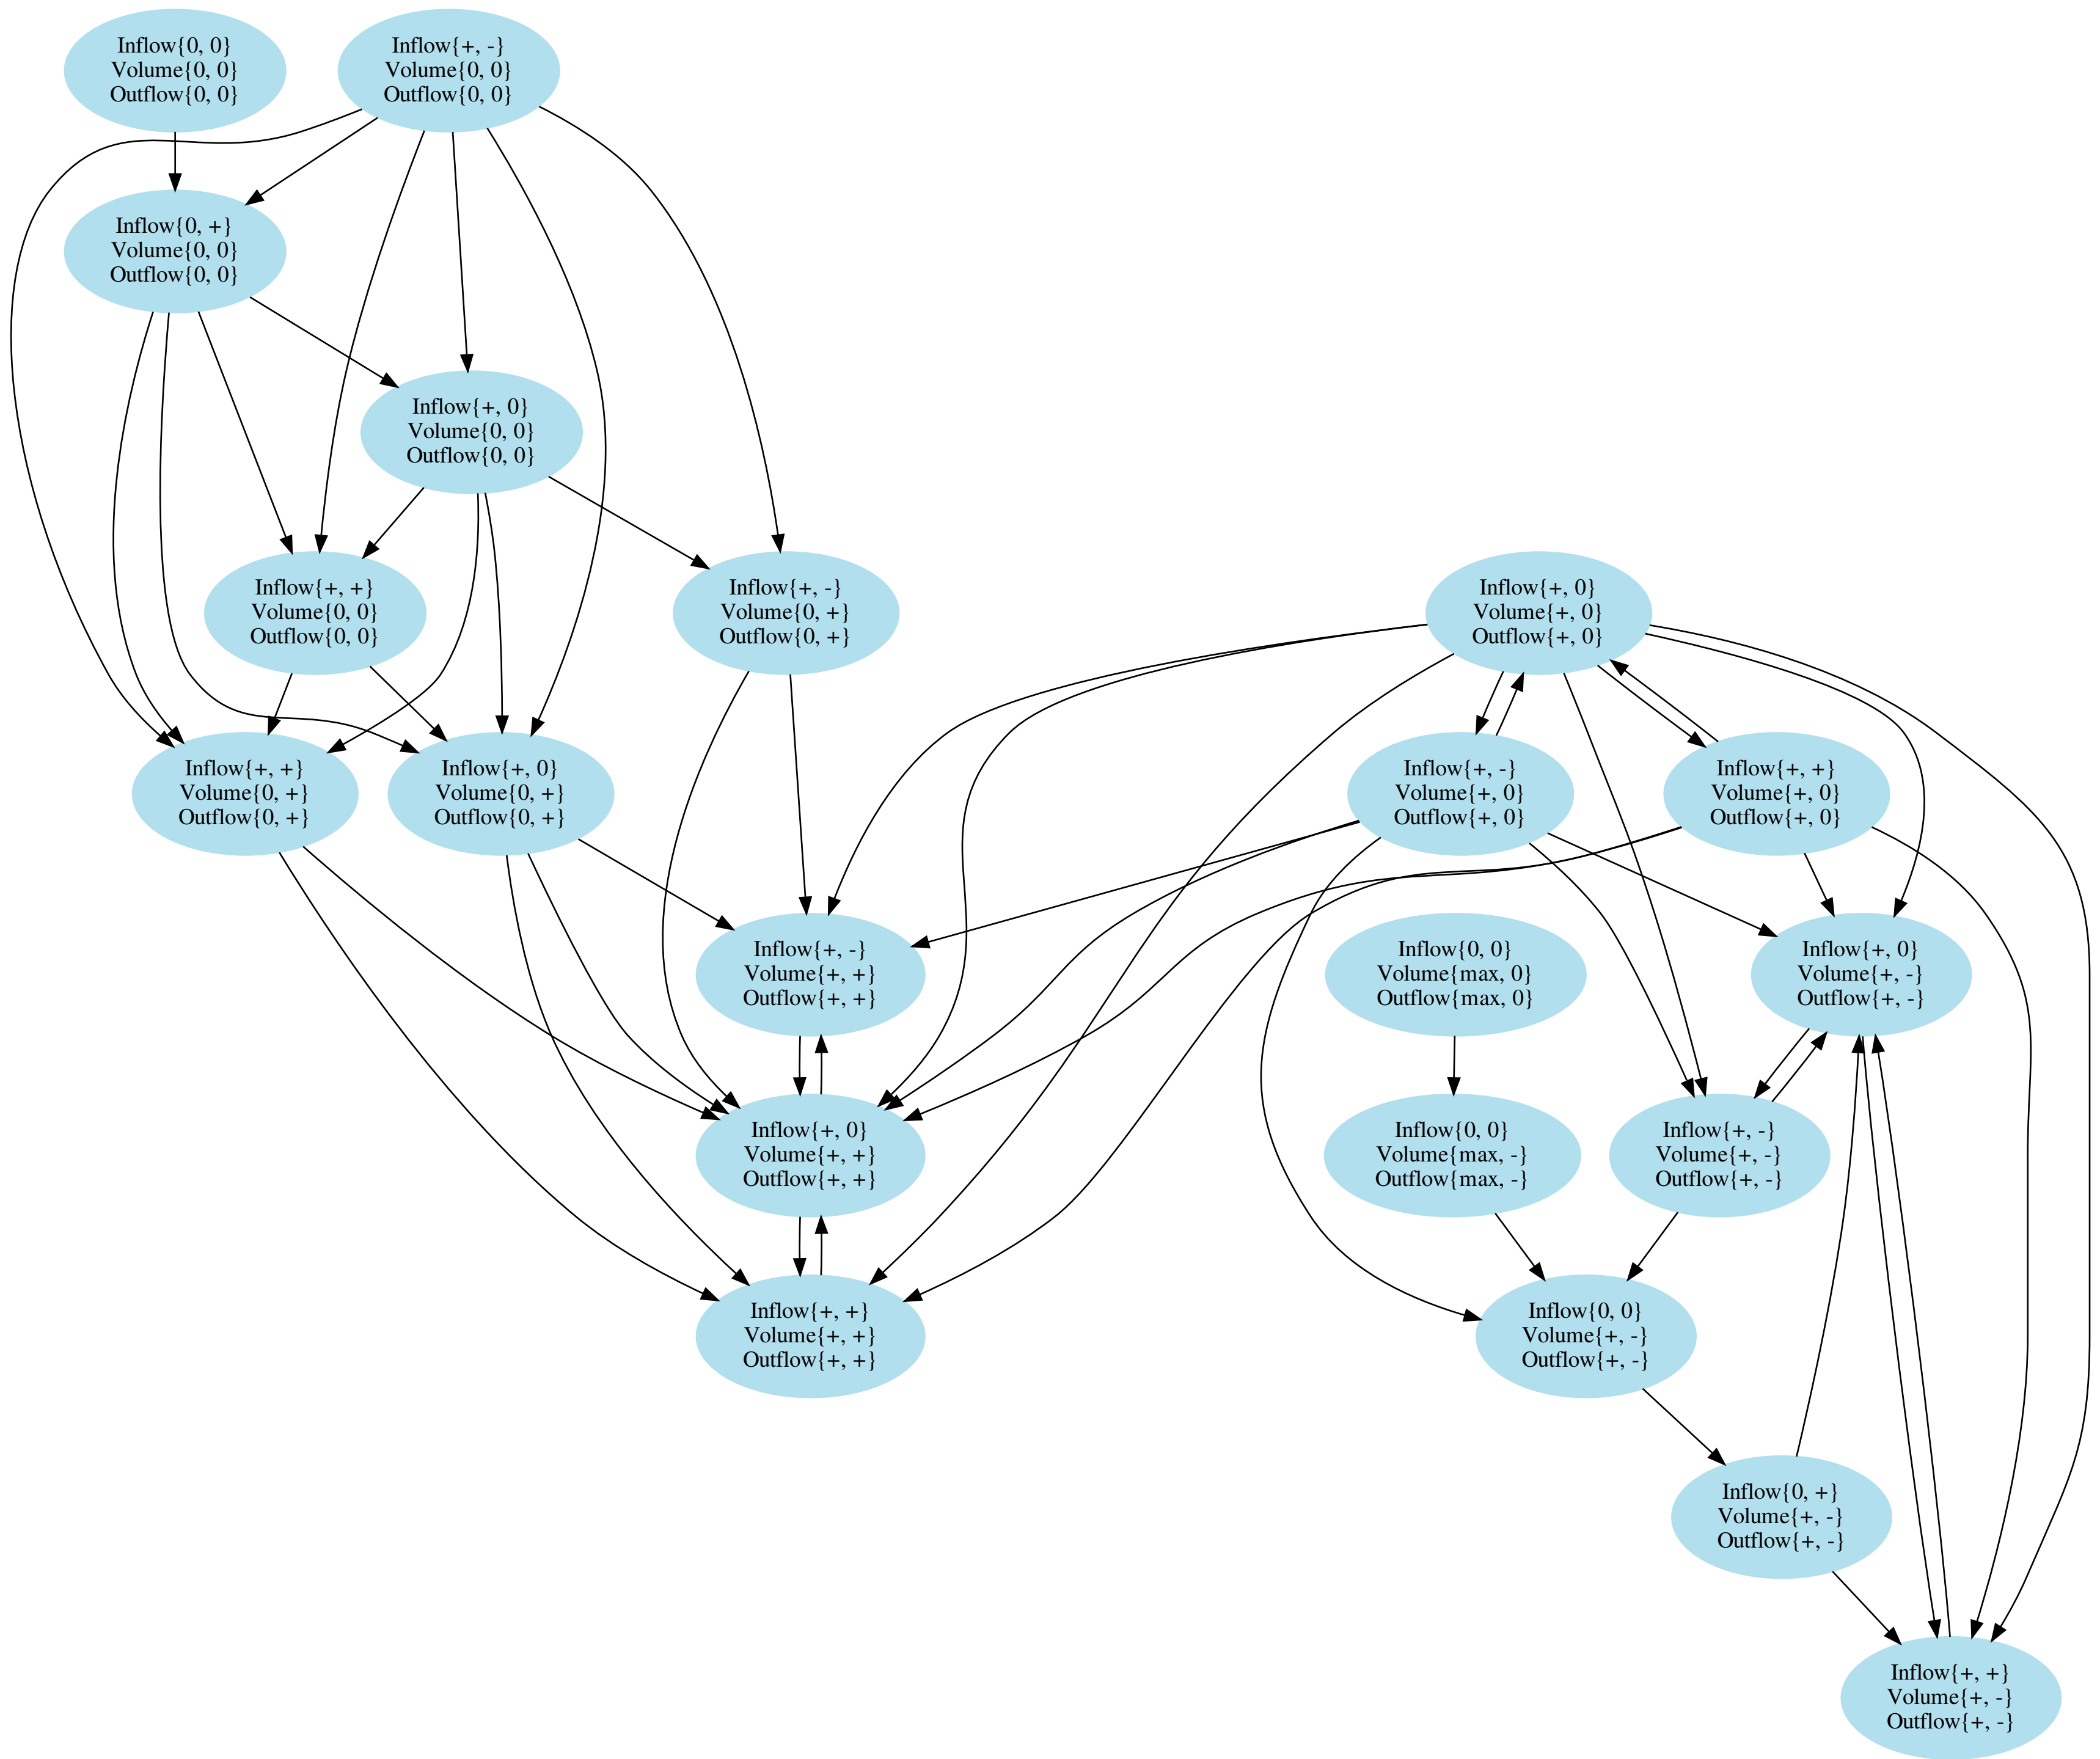 Inflow{0, 0}
Volume{0, 0}
Outflow{0, 0}
Inflow{+, -}
Volume{0, 0}
Outflow{0, 0}
Inflow{0, +}
Volume{0, 0}
Outflow{0, 0}
Inflow{+, 0}
Volume{0, 0}
Outflow{0, 0}
Inflow{+, +}
Volume{0, 0}
Outflow{0, 0}
Inflow{+, -}
Volume{0, +}
Outflow{0, +}
Inflow{+, 0}
Volume{+, 0}
Outflow{+, 0}
Inflow{+, +}
Volume{0, +}
Outflow{0, +}
Inflow{+, 0}
Volume{0, +}
Outflow{0, +}
Inflow{+, -}
Volume{+, 0}
Outflow{+, 0}
Inflow{+, +}
Volume{+, 0}
Outflow{+, 0}
Inflow{+, -}
Volume{+, +}
Outflow{+, +}
Inflow{0, 0}
Volume{max, 0}
Outflow{max, 0}
Inflow{+, 0}
Volume{+, -}
Outflow{+, -}
Inflow{+, 0}
Volume{+, +}
Outflow{+, +}
Inflow{0, 0}
Volume{max, -}
Outflow{max, -}
Inflow{+, -}
Volume{+, -}
Outflow{+, -}
Inflow{+, +}
Volume{+, +}
Outflow{+, +}
Inflow{0, 0}
Volume{+, -}
Outflow{+, -}
Inflow{0, +}
Volume{+, -}
Outflow{+, -}
Inflow{+, +}
Volume{+, -}
Outflow{+, -}